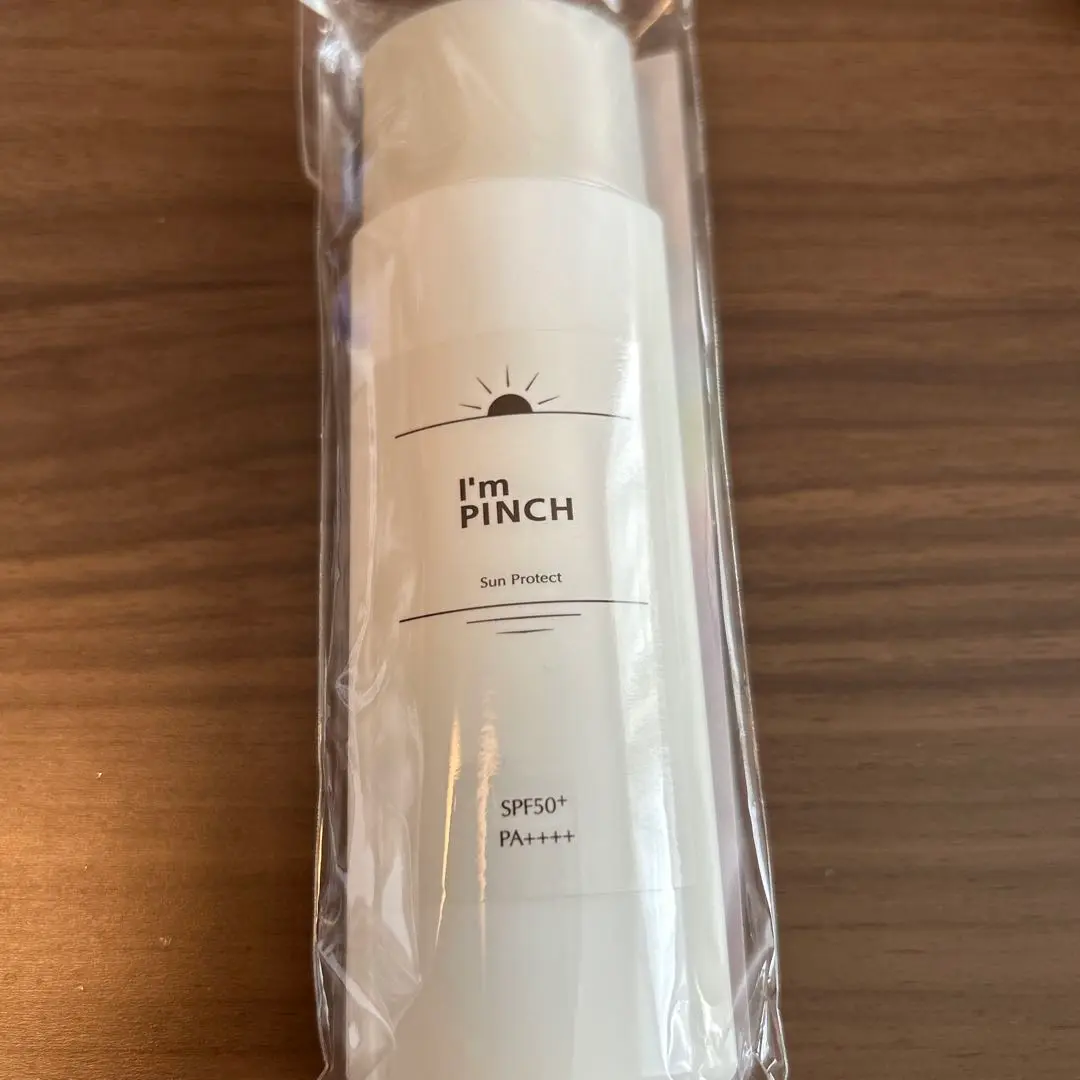 I'm
PINCH
Sun Protect
SPF50+
PA++++